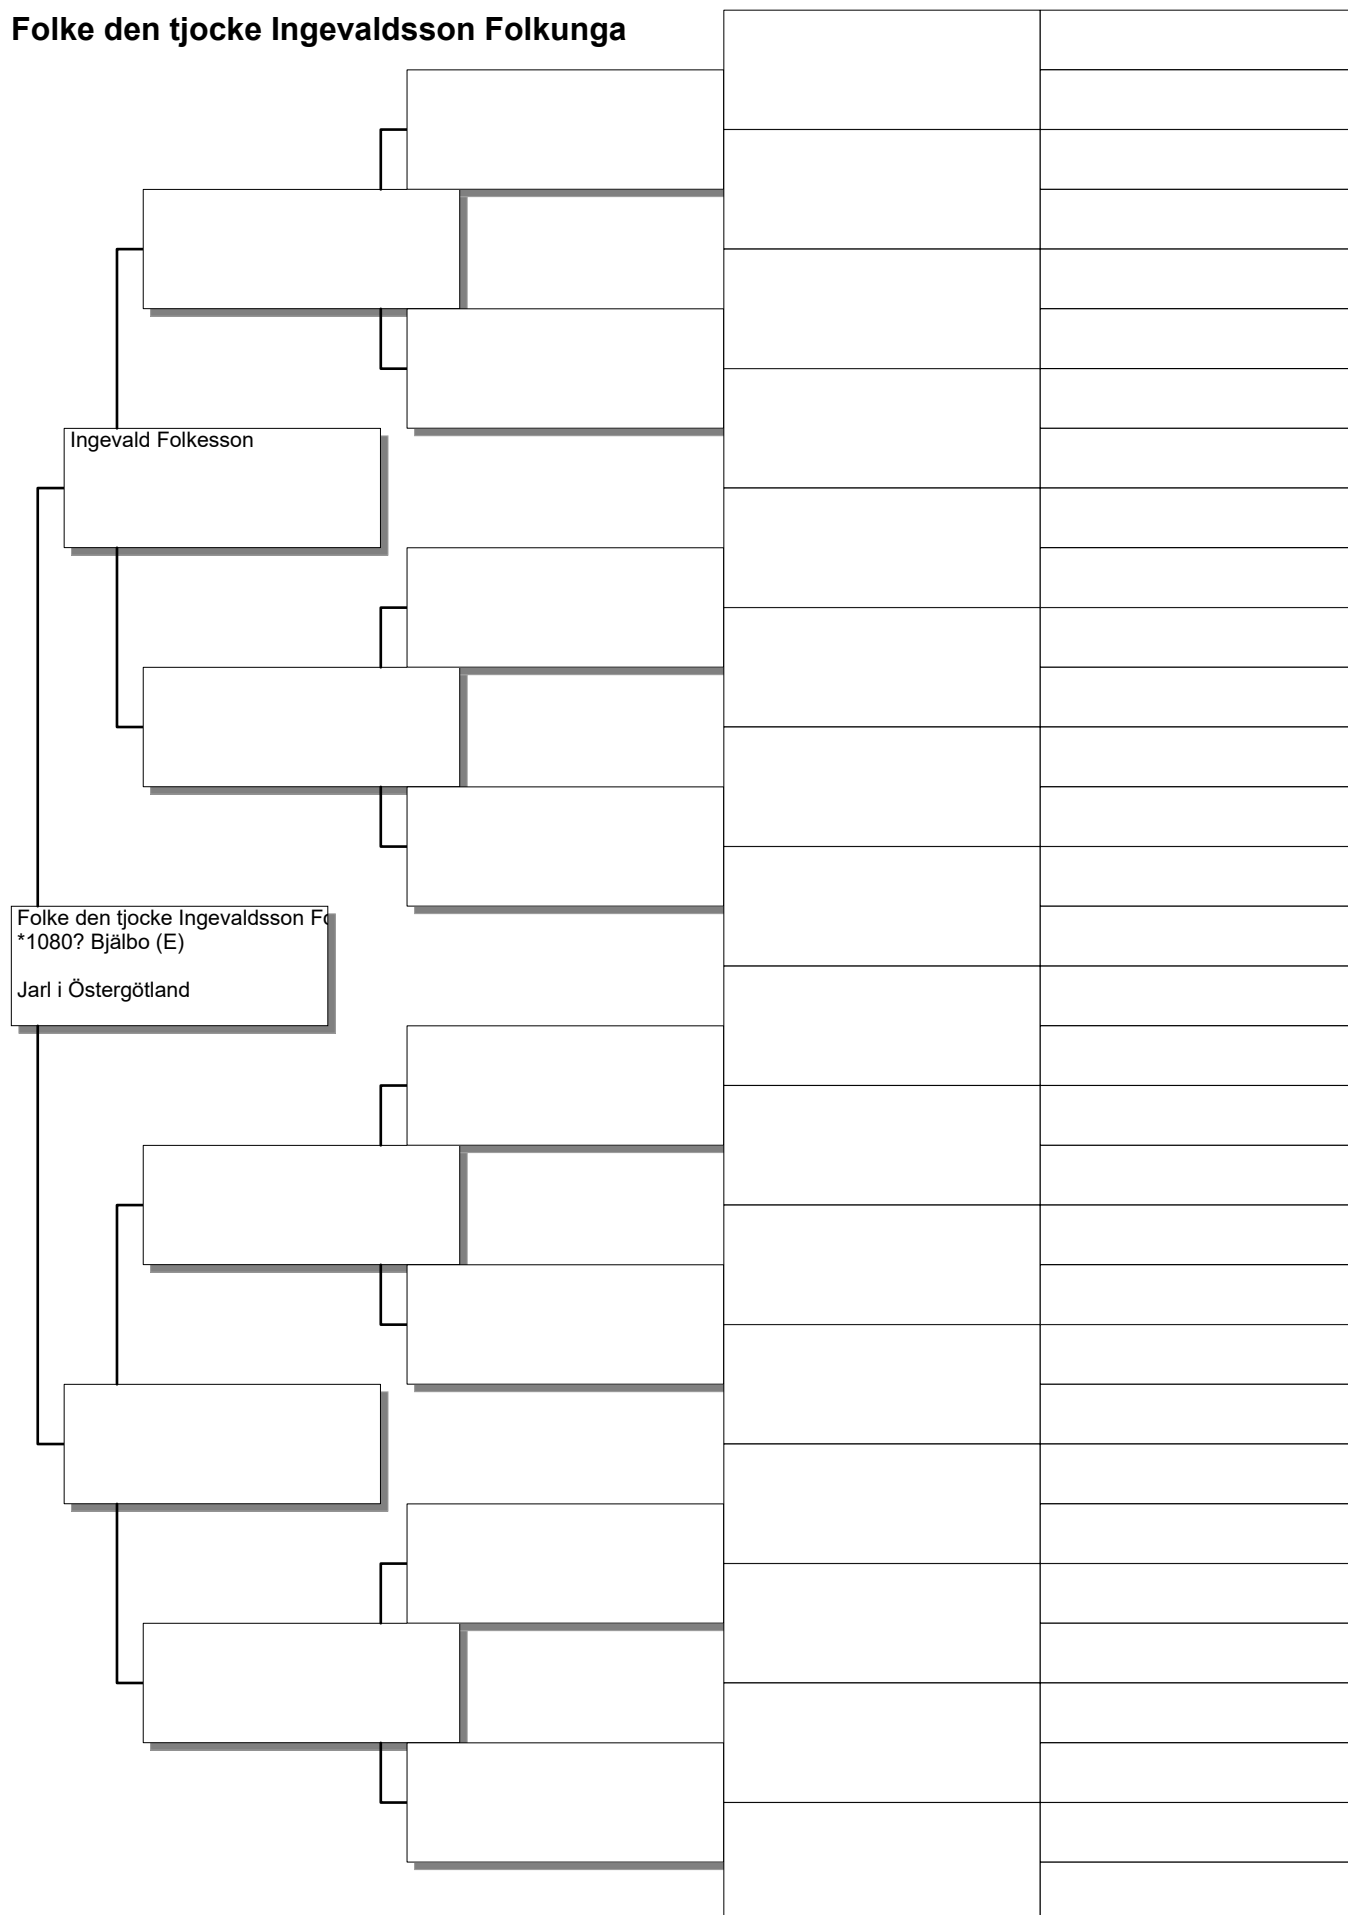 Folke den tjocke Ingevaldsson Folkunga
Ingevald Folkesson
Folke den tjocke Ingevaldsson Fo
*1080? Bjälbo (E)
Jarl i Östergötland